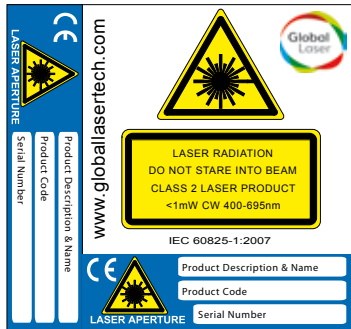 CE
LASER APERTURE
Serial Number
Product Code
Product Description & Name
www.globallasertech.com
Global
Laser
LASER RADIATION
DO NOT STARE INTO BEAM
CLASS 2 LASER PRODUCT
<1mW CW 400-695nm
IEC 60825-1:2007
CE
LASER APERTURE
Product Description & Name
Product Code
Serial Number